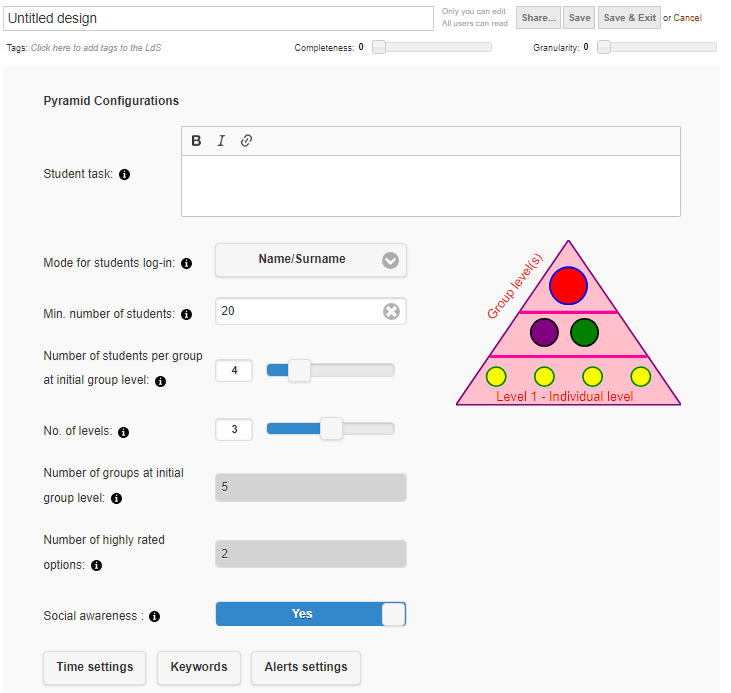 Untitled design
Only you can edit
All users can read
Share...
Save
Save & Exit
or Cancel
Tags: Click here to add tags to the LdS
Completeness: 0
Granularity: 0
Pyramid Configurations
B I
Student task:
Mode for students log-in:
Name/Surname
Min. number of students:
20
Number of students per group
at initial group level:
4
No. of levels:
3
Number of groups at initial
group level:
5
Number of highly rated
options:
2
Social awareness :
Yes
Time settings
Keywords
Alerts settings
Group level(s)
Level 1 - Individual level